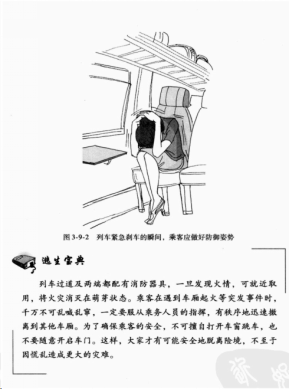 图3-9-2 列车紧急刹车的瞬间，乘客应做好防御姿势
逃生宝典
列车过道及两端都配有消防器具，一旦发现火情，可就近取
用，将火灾消灭在萌芽状态。乘客在遇到车厢起火等突发事件时，
千万不可乱喊乱窜，一定要服从乘务人员的指挥，有秩序地迅速撤
离到其他车厢。为了确保乘客的安全，不可擅自打开车窗跳车，也
不要随意开启车门。这样，大家才有可能安全地脱离险境，不至于
因慌乱造成更大的灾难。